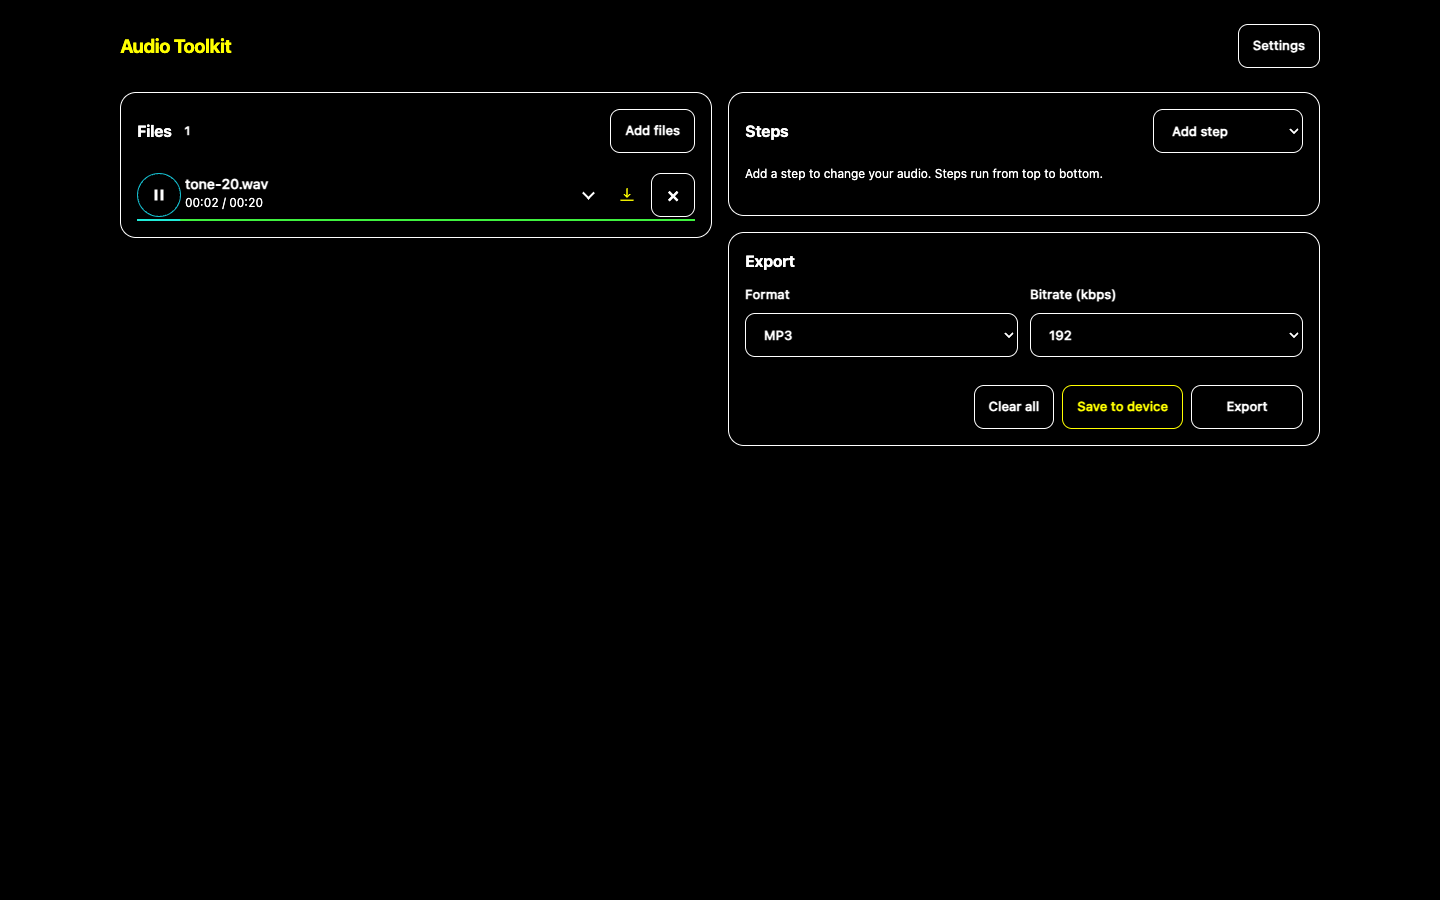 Audio Toolkit
Settings
Files 1
Add files
tone-20.wav
00:02 / 00:20
Steps
Add step
Add a step to change your audio. Steps run from top to bottom.
Export
Format
Bitrate (kbps)
MP3
192
Clear all
Save to device
Export